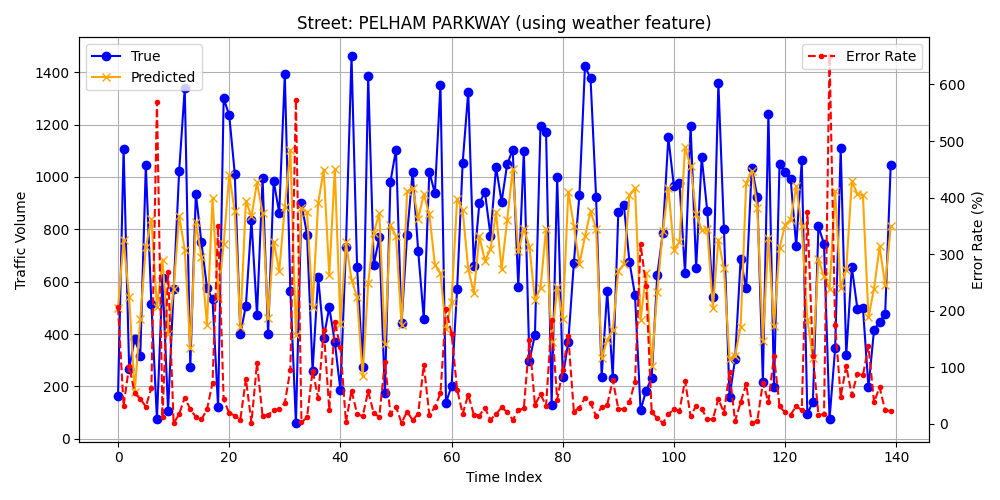 Street: PELHAM PARKWAY (using weather feature)
True
Predicted
Error Rate
1400
1200
1000
800
600
400
200
0
600
500
400
300
200
100
0
0 20 40 60 80 100 120 140
Time Index
Traffic Volume
Error Rate (%)